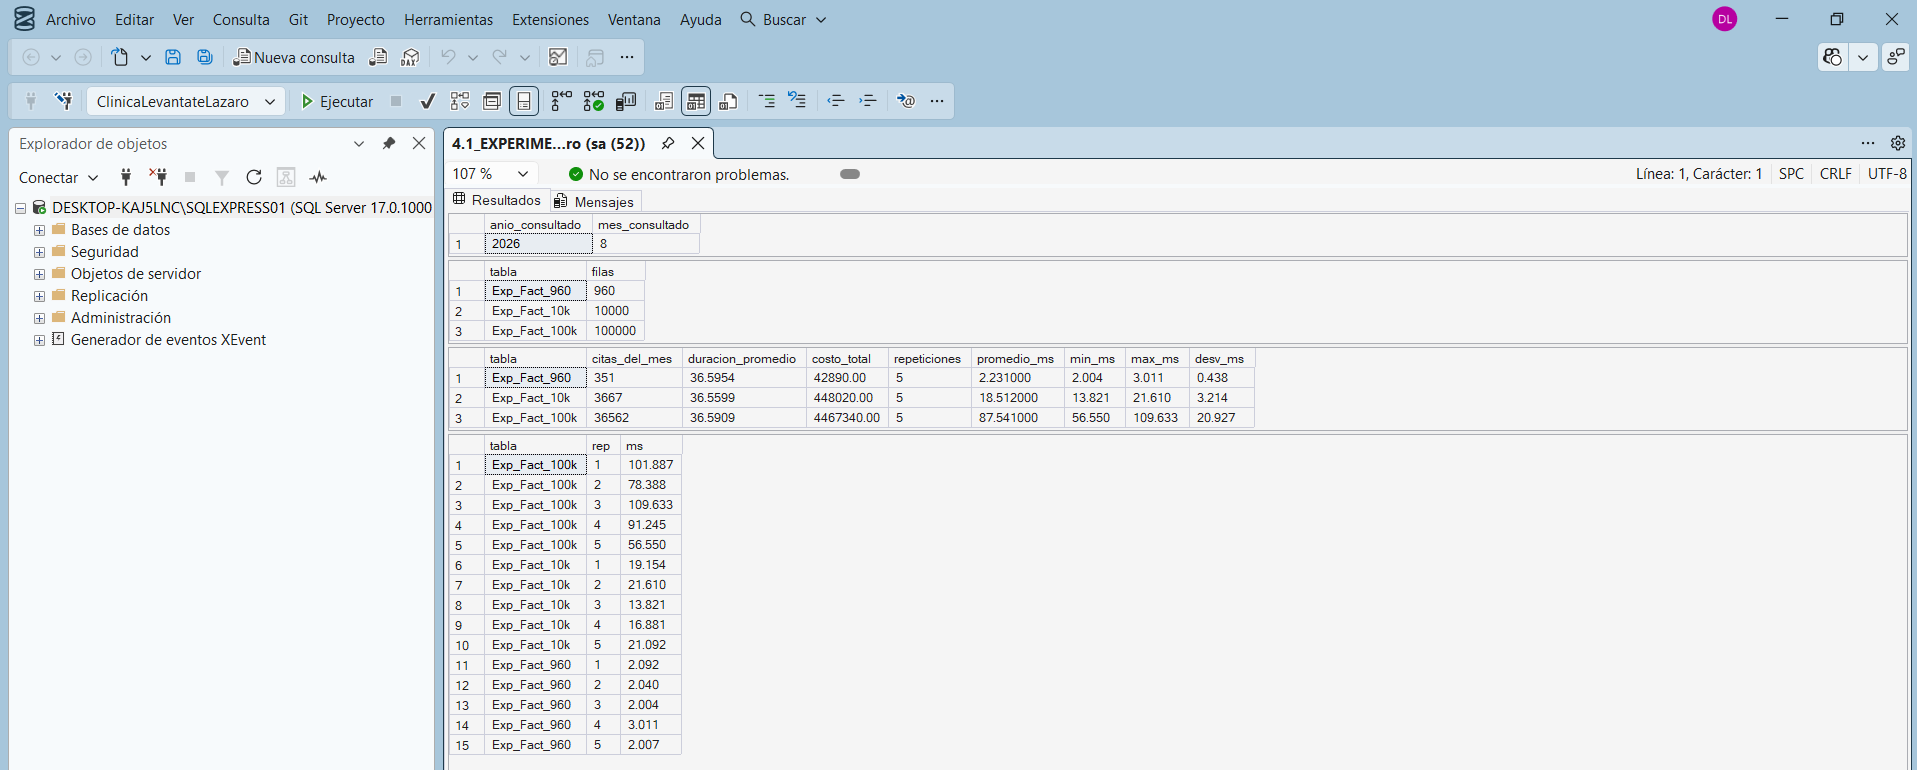 Archivo Editar Ver Consulta Git Proyecto Herramientas Extensiones Ventana Ayuda Buscar DL
DAX Nueva consulta
ClinicaLevantateLazaro Ejecutar
Explorador de objetos
Conectar
DESKTOP-KAJ5LNC\SQLEXPRESS01 (SQL Server 17.0.1000
Bases de datos
Seguridad
Objetos de servidor
Replicación
Administración
Generador de eventos XEvent
4.1_EXPERIME...ro (sa (52))
107 % No se encontraron problemas. Línea: 1, Carácter: 1 SPC CRLF UTF-8
Resultados Mensajes
anio_consultado mes_consultado
1 2026 8
tabla filas
1 Exp_Fact_960 960
2 Exp_Fact_10k 10000
3 Exp_Fact_100k 100000
tabla citas_del_mes duracion_promedio costo_total repeticiones promedio_ms min_ms max_ms desv_ms
1 Exp_Fact_960 351 36.5954 42890.00 5 2.231000 2.004 3.011 0.438
2 Exp_Fact_10k 3667 36.5599 448020.00 5 18.512000 13.821 21.610 3.214
3 Exp_Fact_100k 36562 36.5909 4467340.00 5 87.541000 56.550 109.633 20.927
tabla rep ms
1 Exp_Fact_100k 1 101.887
2 Exp_Fact_100k 2 78.388
3 Exp_Fact_100k 3 109.633
4 Exp_Fact_100k 4 91.245
5 Exp_Fact_100k 5 56.550
6 Exp_Fact_10k 1 19.154
7 Exp_Fact_10k 2 21.610
8 Exp_Fact_10k 3 13.821
9 Exp_Fact_10k 4 16.881
10 Exp_Fact_10k 5 21.092
11 Exp_Fact_960 1 2.092
12 Exp_Fact_960 2 2.040
13 Exp_Fact_960 3 2.004
14 Exp_Fact_960 4 3.011
15 Exp_Fact_960 5 2.007